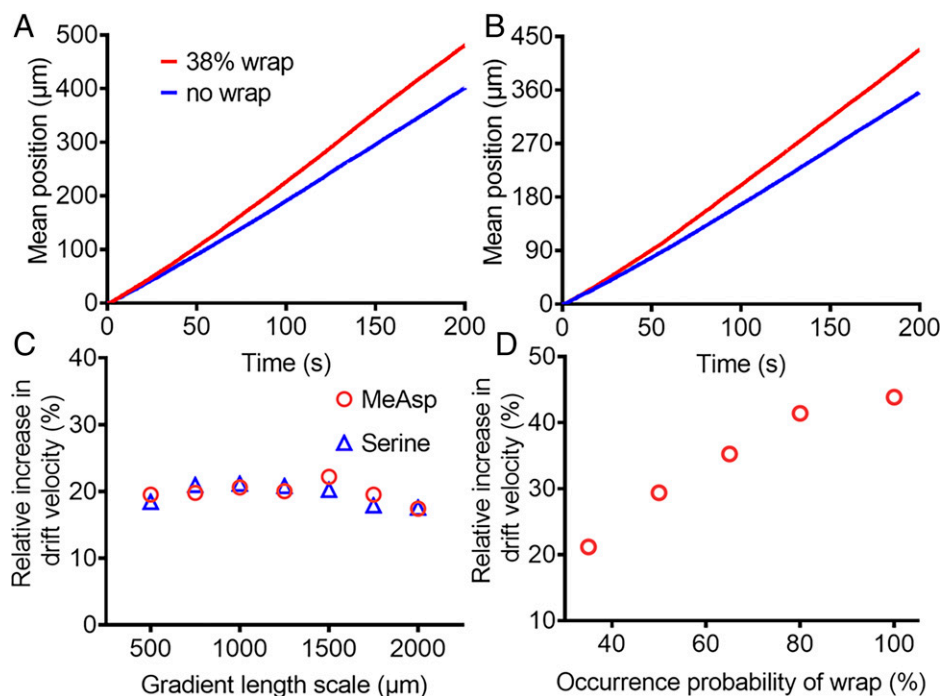 A
B
Mean position (μm)
500
400
300
200
100
0
38% wrap
no wrap
0
50
100
150
200
Time (s)
Mean position (μm)
450
360
270
180
90
0
0
50
100
150
200
Time (s)
C
D
Relative increase in
drift velocity (%)
40
30
20
10
0
MeAsp
Serine
500
1000
1500
2000
Gradient length scale (μm)
Relative increase in
drift velocity (%)
50
40
30
20
10
40
60
80
100
Occurrence probability of wrap (%)